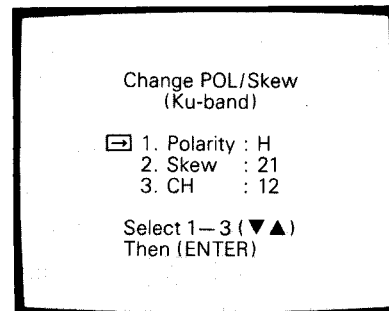 Change POL/Skew
(Ku-band)
→ 1. Polarity : H
2. Skew : 21
3. CH : 12
Select 1—3 (▼▲)
Then (ENTER)